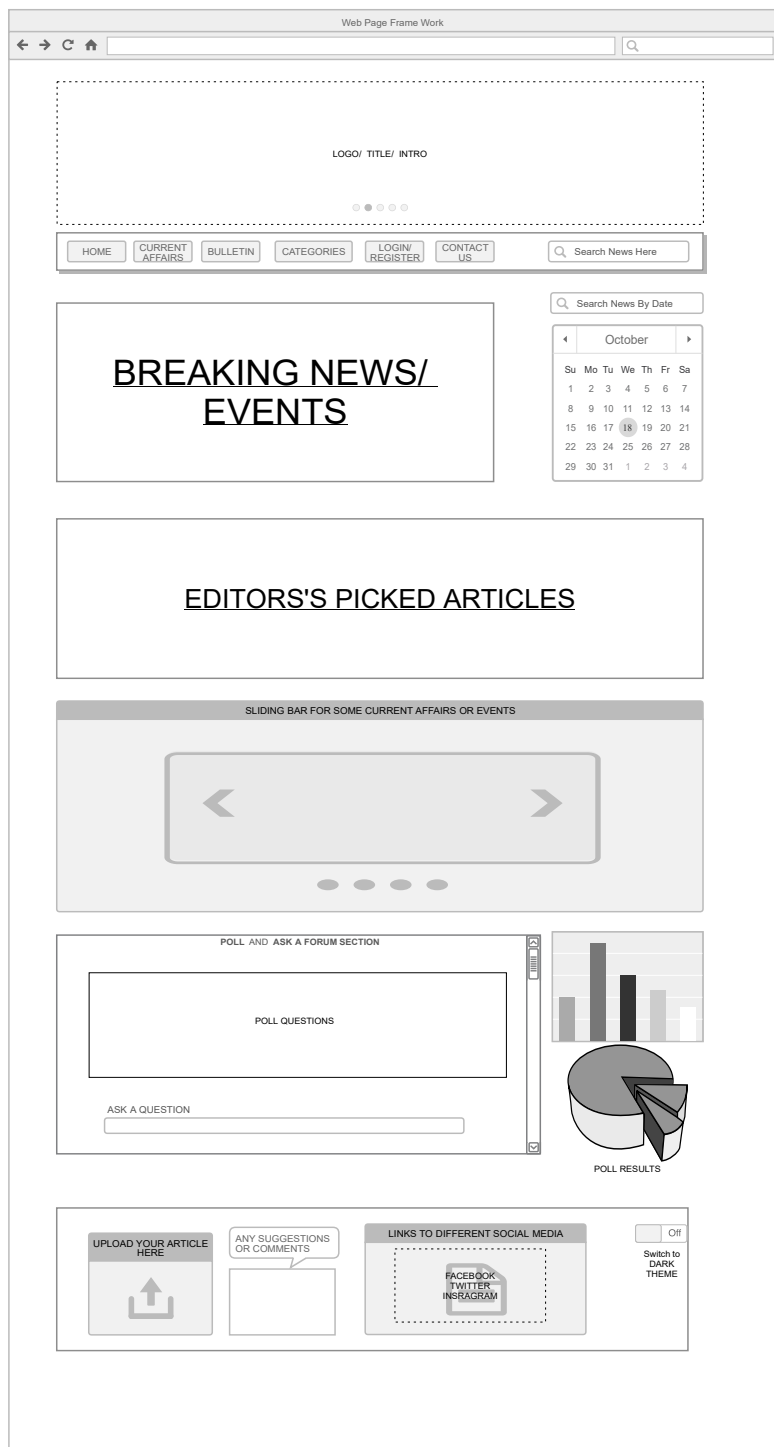 Web Page Frame Work
LOGO/ TITLE/ INTRO
HOME
CURRENT
AFFAIRS
BULLETIN
CATEGORIES
LOGIN/
REGISTER
CONTACT
US
Search News Here
Search News By Date
October
Su Mo Tu We Th Fr Sa
1 2 3 4 5 6 7
8 9 10 11 12 13 14
15 16 17 18 19 20 21
22 23 24 25 26 27 28
29 30 31 1 2 3 4
BREAKING NEWS/
EVENTS
EDITORS'S PICKED ARTICLES
SLIDING BAR FOR SOME CURRENT AFFAIRS OR EVENTS
POLL AND ASK A FORUM SECTION
POLL QUESTIONS
ASK A QUESTION
POLL RESULTS
UPLOAD YOUR ARTICLE
HERE
ANY SUGGESTIONS
OR COMMENTS
LINKS TO DIFFERENT SOCIAL MEDIA
FACEBOOK
TWITTER
INSRAGRAM
Off
Switch to
DARK
THEME